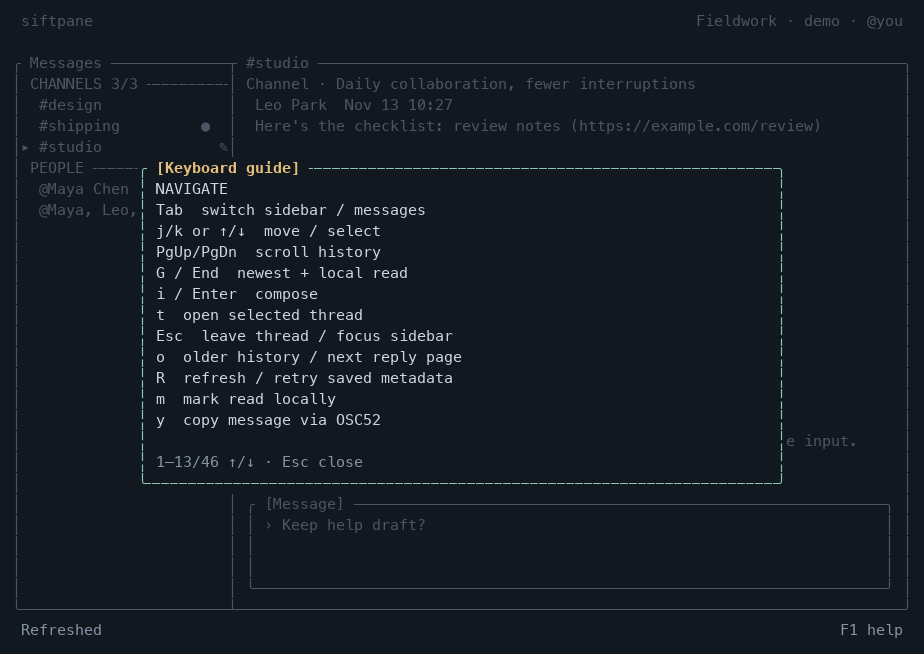 siftpane Fieldwork · demo · @you
Messages #studio
CHANNELS 3/3 Channel · Daily collaboration, fewer interruptions
#design Leo Park Nov 13 10:27
#shipping ● Here's the checklist: review notes (https://example.com/review)
▸ #studio ✎
PEOPLE [Keyboard guide]
@Maya Chen NAVIGATE
@Maya, Leo, Tab switch sidebar / messages
j/k or ↑/↓ move / select
PgUp/PgDn scroll history
G / End newest + local read
i / Enter compose
t open selected thread
Esc leave thread / focus sidebar
o older history / next reply page
R refresh / retry saved metadata
m mark read locally
y copy message via OSC52
e input.
1–13/46 ↑/↓ · Esc close
[Message]
› Keep help draft?
Refreshed F1 help